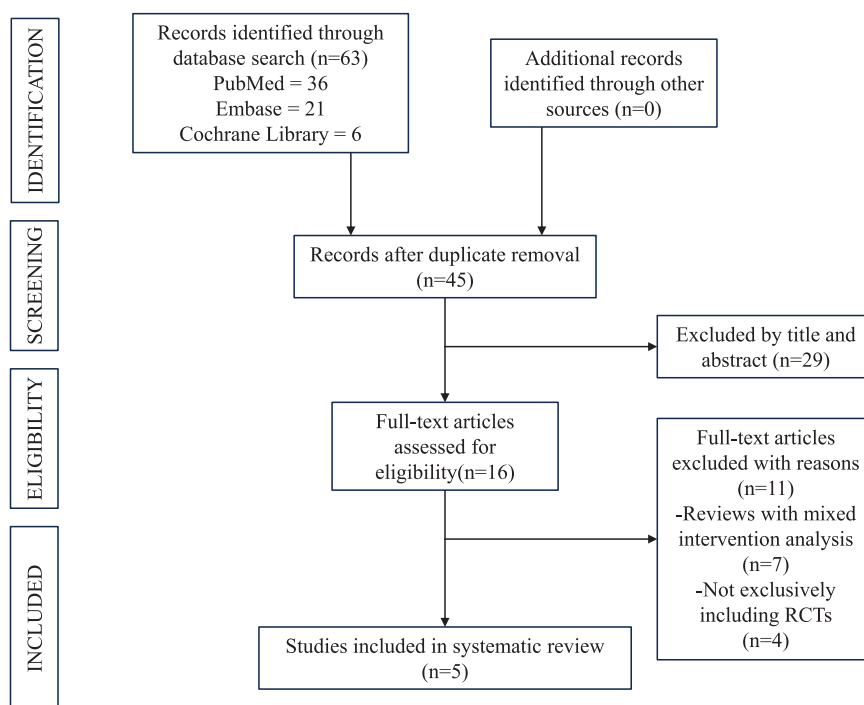 IDENTIFICATION
Records identified through
database search (n=63)
PubMed = 36
Embase = 21
Cochrane Library = 6
Additional records
identified through other
sources (n=0)
SCREENING
Records after duplicate removal
(n=45)
Excluded by title and
abstract (n=29)
ELIGIBILITY
Full-text articles
assessed for
eligibility(n=16)
Full-text articles
excluded with reasons
(n=11)
-Reviews with mixed
intervention analysis
(n=7)
-Not exclusively
including RCTs
(n=4)
INCLUDED
Studies included in systematic review
(n=5)